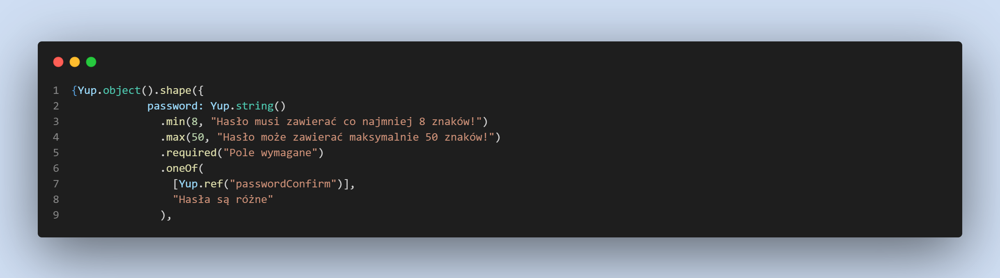 1 {Yup.object().shape({
2 password: Yup.string()
3 .min(8, "Hasło musi zawierać co najmniej 8 znaków!")
4 .max(50, "Hasło może zawierać maksymalnie 50 znaków!")
5 .required("Pole wymagane")
6 .oneOf(
7 [Yup.ref("passwordConfirm")],
8 "Hasła są różne"
9 ),